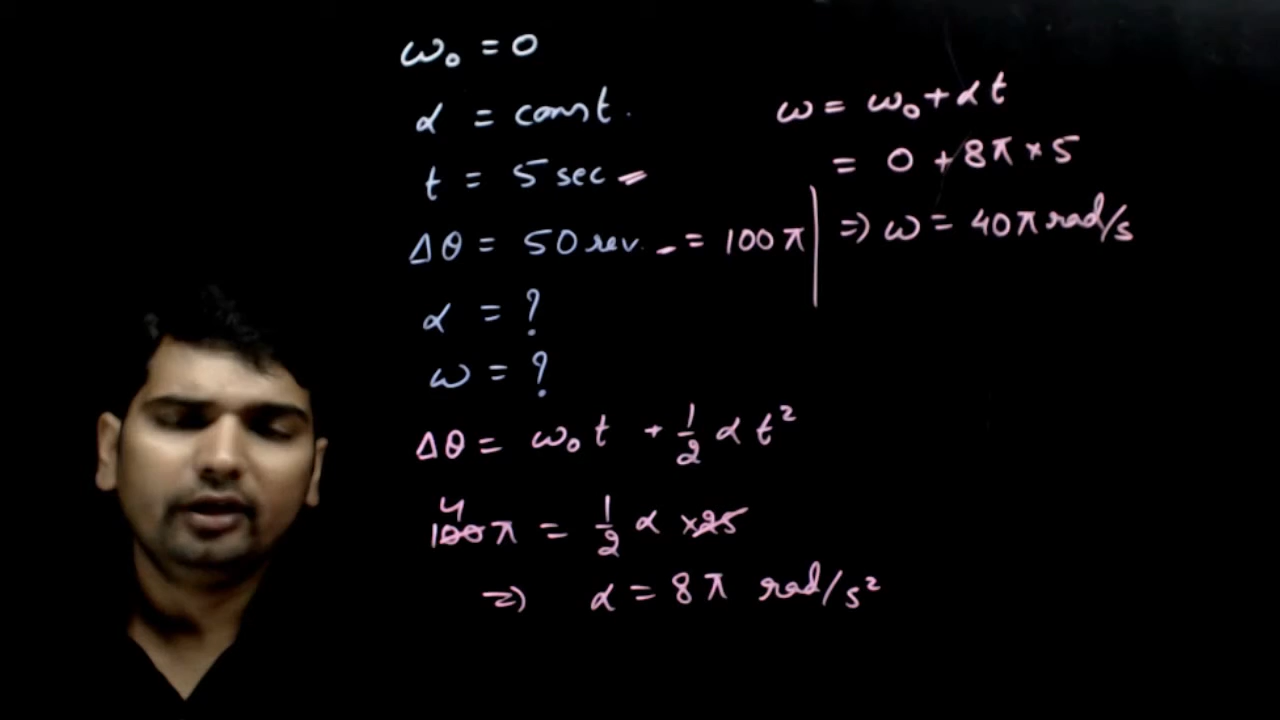 ω₀ = 0
α = const.
t = 5 sec
Δθ = 50 rev. = 100π
α = ?
ω = ?
Δθ = ω₀t + 1/2 αt²
4
100π = 1/2 α × 25
⇒ α = 8π rad/s²
ω = ω₀ + αt
= 0 + 8π × 5
⇒ ω = 40π rad/s